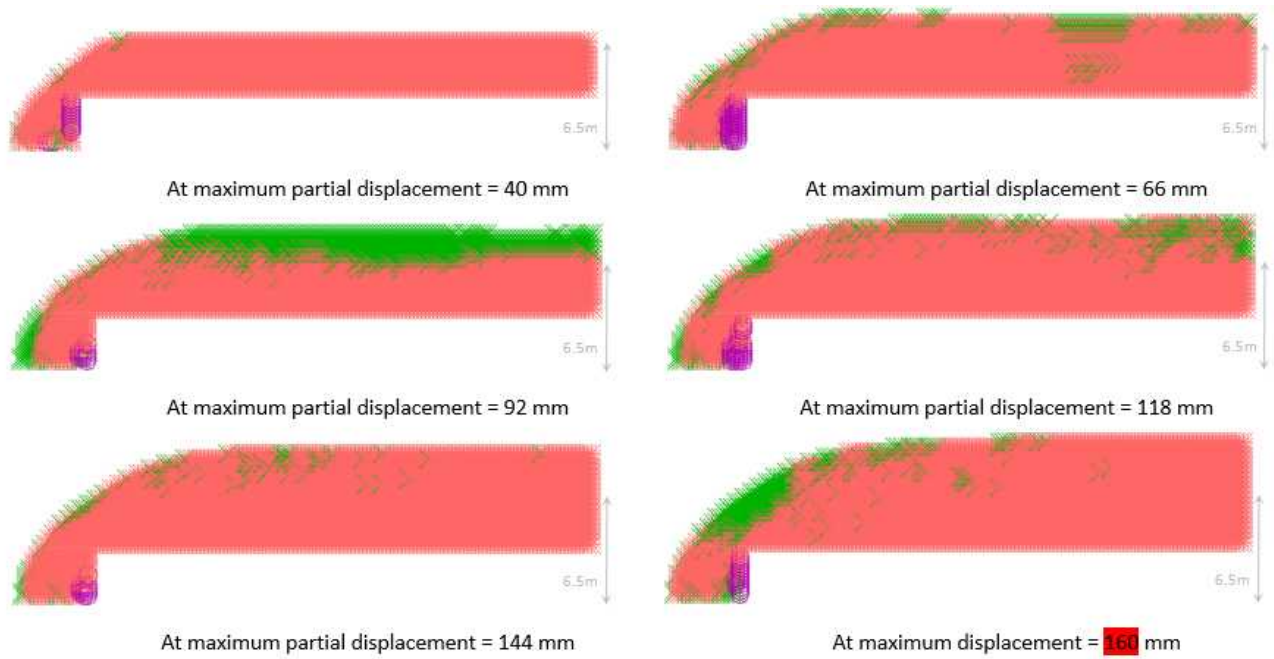 6.5m
6.5m
At maximum partial displacement = 40 mm
At maximum partial displacement = 66 mm
6.5m
6.5m
At maximum partial displacement = 92 mm
At maximum partial displacement = 118 mm
6.5m
6.5m
At maximum partial displacement = 144 mm
At maximum displacement = 160 mm